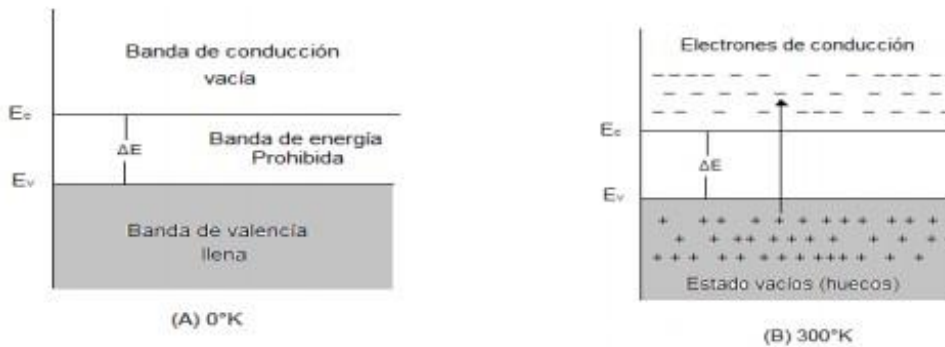 Banda de conducción
vacía
Ec
ΔE
Banda de energía
Prohibida
Ev
Banda de valencía
llena
(A) 0°K
Electrones de conducción
Ec
ΔE
Ev
Estado vacíos (huecos)
(B) 300°K